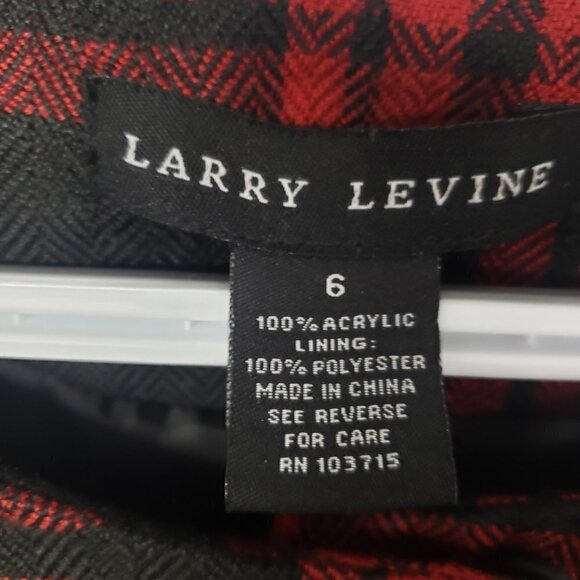 LARRY LEVINE
6
100% ACRYLIC
LINING:
100% POLYESTER
MADE IN CHINA
SEE REVERSE
FOR CARE
RN 103715